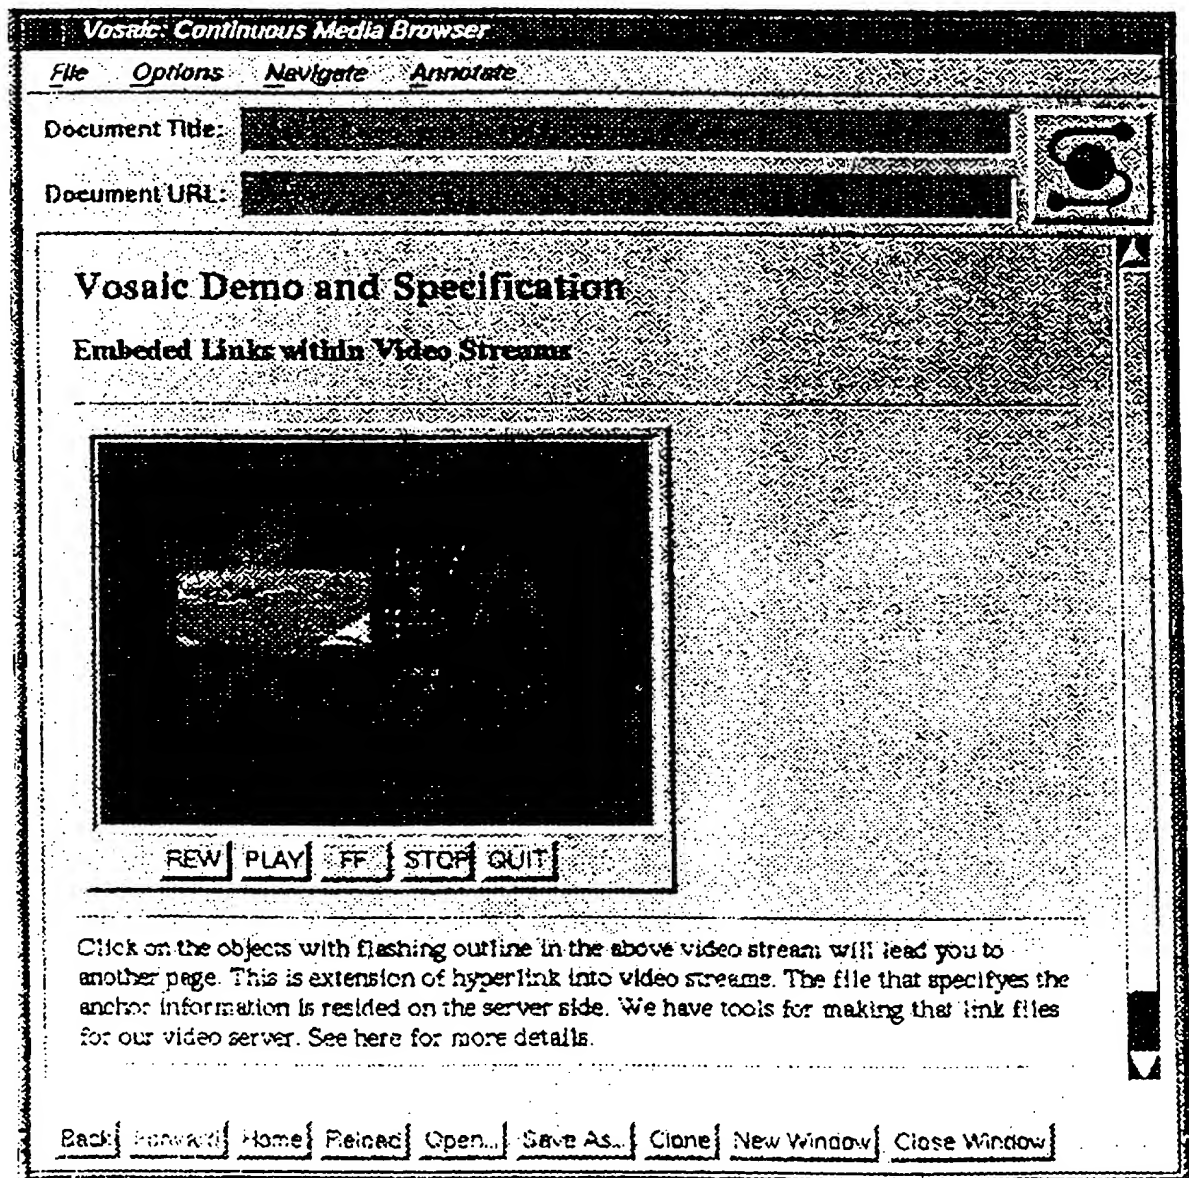 Vosaic: Continuous Media Browser
File Options Navigate Annotate
Document Title:
Document URL:
Vosaic Demo and Specification
Embeded Links within Video Streams
REW PLAY FF STOP QUIT
Click on the objects with flashing outline in the above video stream will lead you to
another page. This is extension of hyperlink into video streams. The file that specifyes the
anchor information is resided on the server side. We have tools for making that link files
for our video server. See here for more details.
Back Forward Home Reload Open... Save As... Clone New Window Close Window